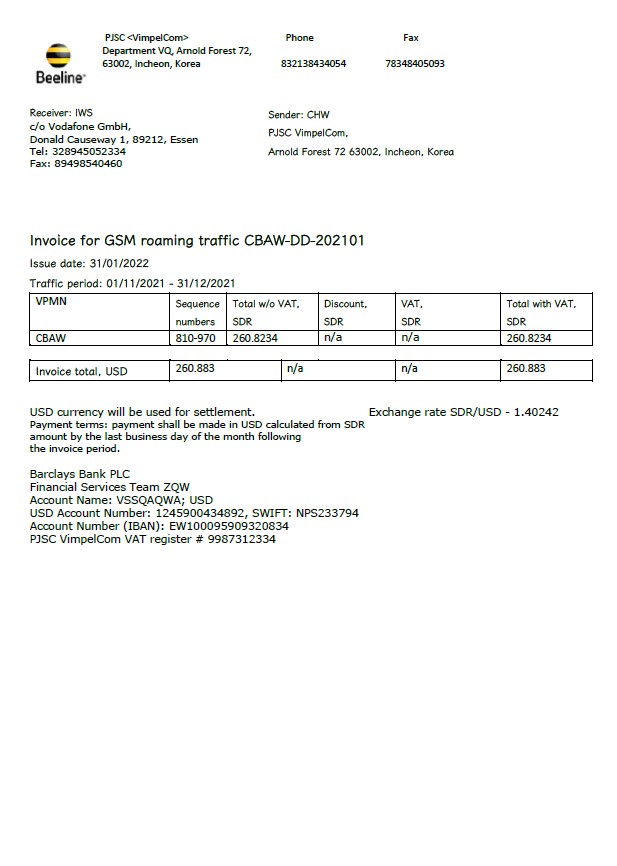 PJSC <VimpelCom> Phone Fax
Department VQ, Arnold Forest 72,
63002, Incheon, Korea 832138434054 78348405093
Beeline™
Receiver: IWS
c/o Vodafone GmbH,
Donald Causeway 1, 89212, Essen
Tel: 328945052334
Fax: 89498540460
Sender: CHW
PJSC VimpelCom,
Arnold Forest 72 63002, Incheon, Korea
Invoice for GSM roaming traffic CBAW-DD-202101
Issue date: 31/01/2022
Traffic period: 01/11/2021 - 31/12/2021
VPMN Sequence numbers Total w/o VAT, SDR Discount, SDR VAT, SDR Total with VAT, SDR
CBAW 810-970 260.8234 n/a n/a 260.8234
Invoice total, USD 260.883 n/a n/a 260.883
USD currency will be used for settlement. Exchange rate SDR/USD - 1.40242
Payment terms: payment shall be made in USD calculated from SDR
amount by the last business day of the month following
the invoice period.
Barclays Bank PLC
Financial Services Team ZQW
Account Name: VSSQAQWA; USD
USD Account Number: 1245900434892, SWIFT: NPS233794
Account Number (IBAN): EW100095909320834
PJSC VimpelCom VAT register # 9987312334